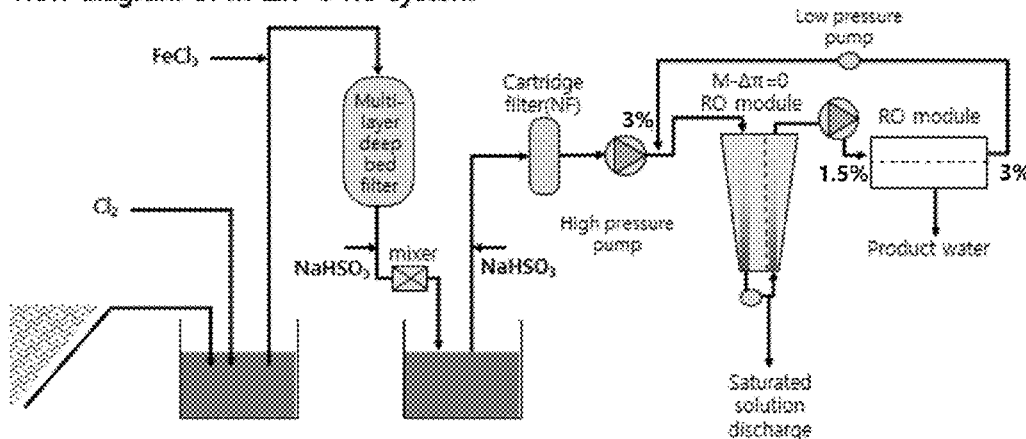 Low pressure
pump
FeCl₃
Cartridge
filter(NF)
M-Δπ=0
RO module
RO module
Multi-
layer
deep
bed
filter
3%
1.5%
3%
Cl₂
High pressure
pump
Product water
NaHSO₃
mixer
NaHSO₃
Saturated
solution
discharge